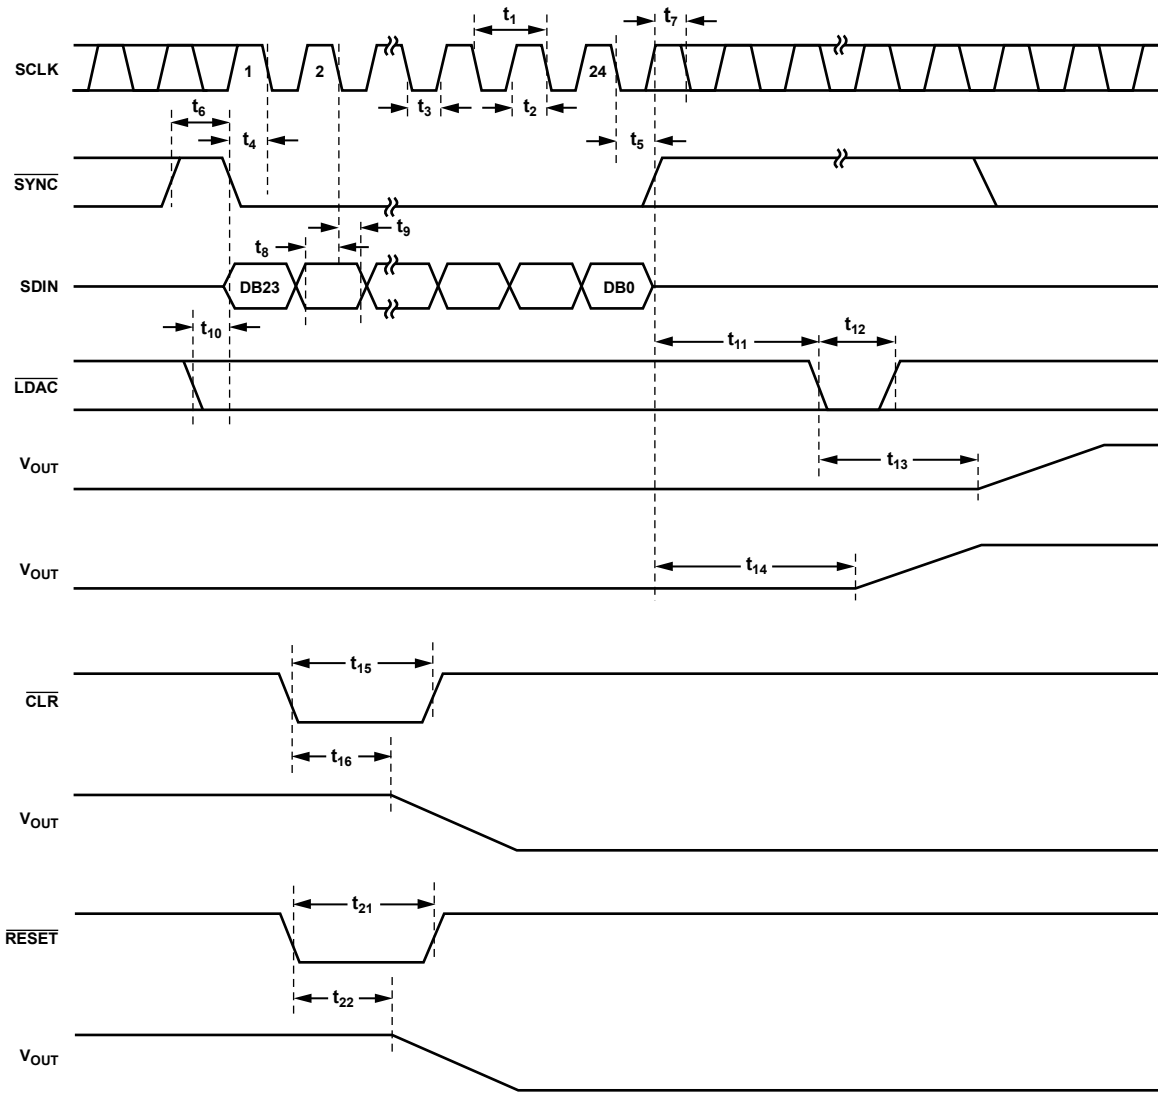 t1
t7
SCLK
1
2
24
t3
t2
t6
t4
t5
SYNC
t9
t8
SDIN
DB23
DB0
t10
t11
t12
LDAC
VOUT
t13
VOUT
t14
t15
CLR
t16
VOUT
t21
RESET
t22
VOUT